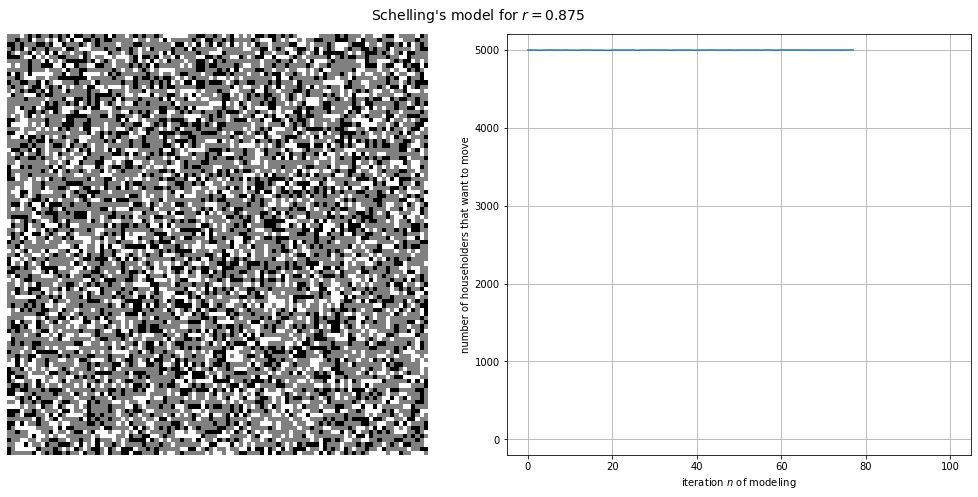 Schelling's model for r = 0.875
number of householders that want to move
5000
4000
3000
2000
1000
0
0 20 40 60 80 100
iteration n of modeling